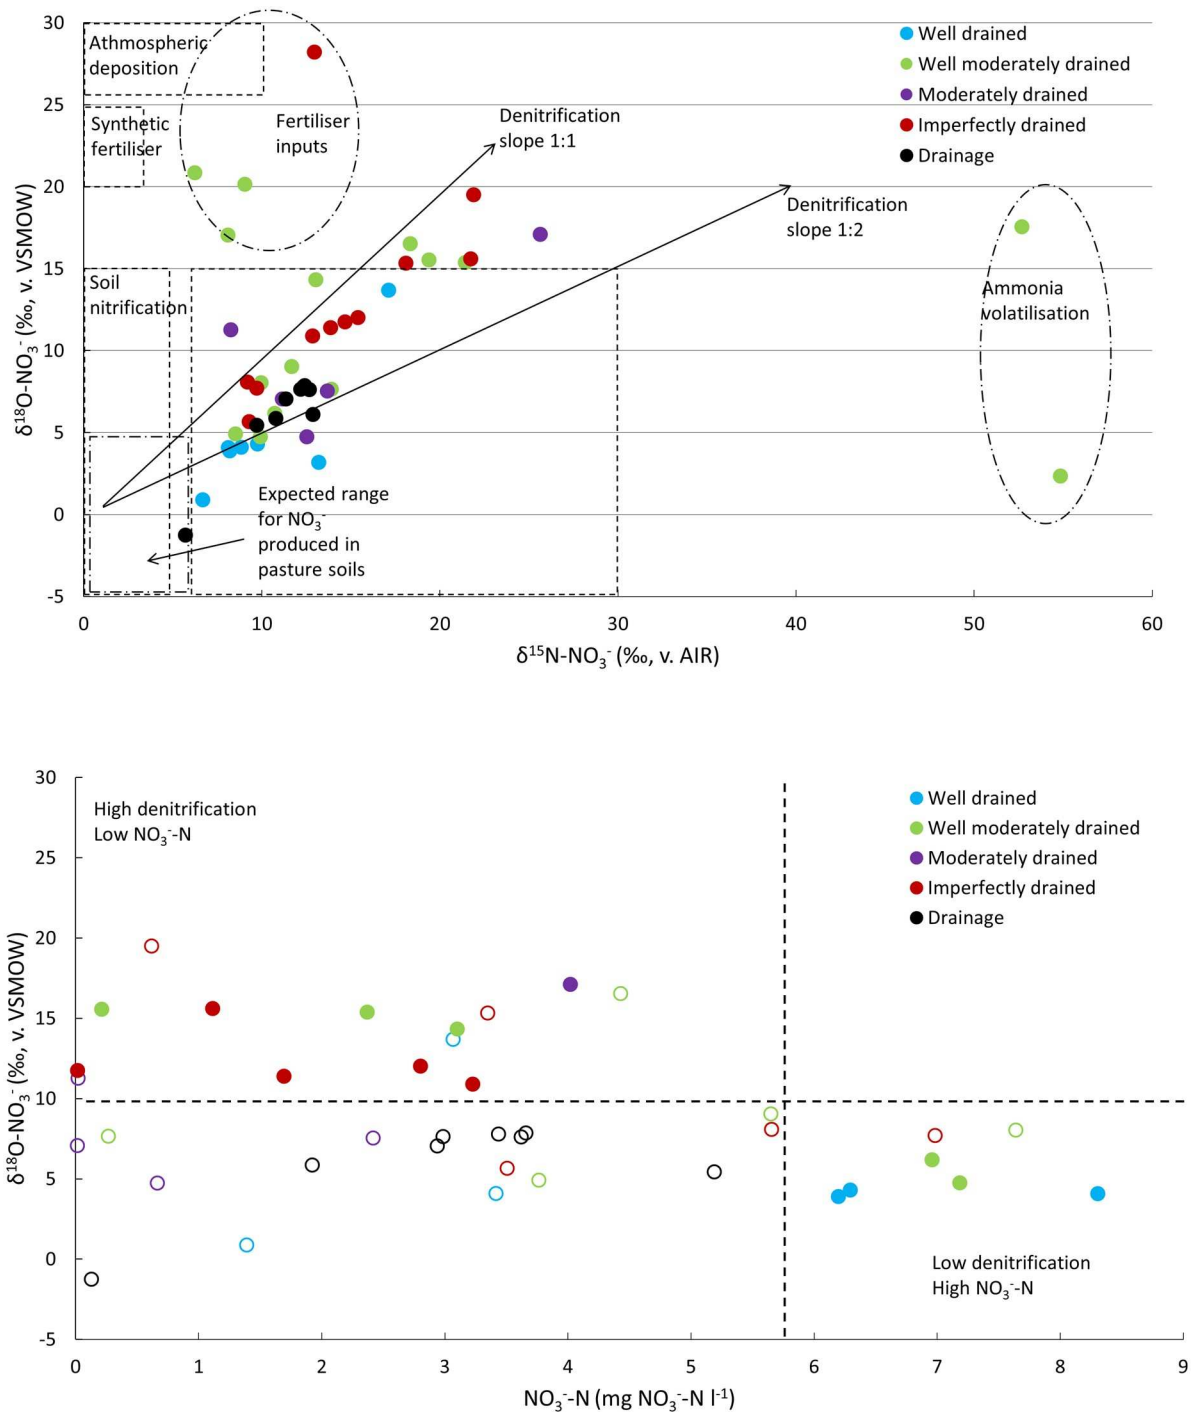 30
25
20
15
10
5
0
-5
δ¹⁸O-NO₃⁻ (‰, v. VSMOW)
Athmospheric
deposition
Synthetic
fertiliser
Fertiliser
inputs
Denitrification
slope 1:1
Denitrification
slope 1:2
Well drained
Well moderately drained
Moderately drained
Imperfectly drained
Drainage
Soil
nitrification
Ammonia
volatilisation
Expected range
for NO₃⁻
produced in
pasture soils
0 10 20 30 40 50 60
δ¹⁵N-NO₃⁻ (‰, v. AIR)
30
25
20
15
10
5
0
-5
δ¹⁸O-NO₃⁻ (‰, v. VSMOW)
High denitrification
Low NO₃⁻-N
Well drained
Well moderately drained
Moderately drained
Imperfectly drained
Drainage
Low denitrification
High NO₃⁻-N
0 1 2 3 4 5 6 7 8 9
NO₃⁻-N (mg NO₃⁻-N l⁻¹)